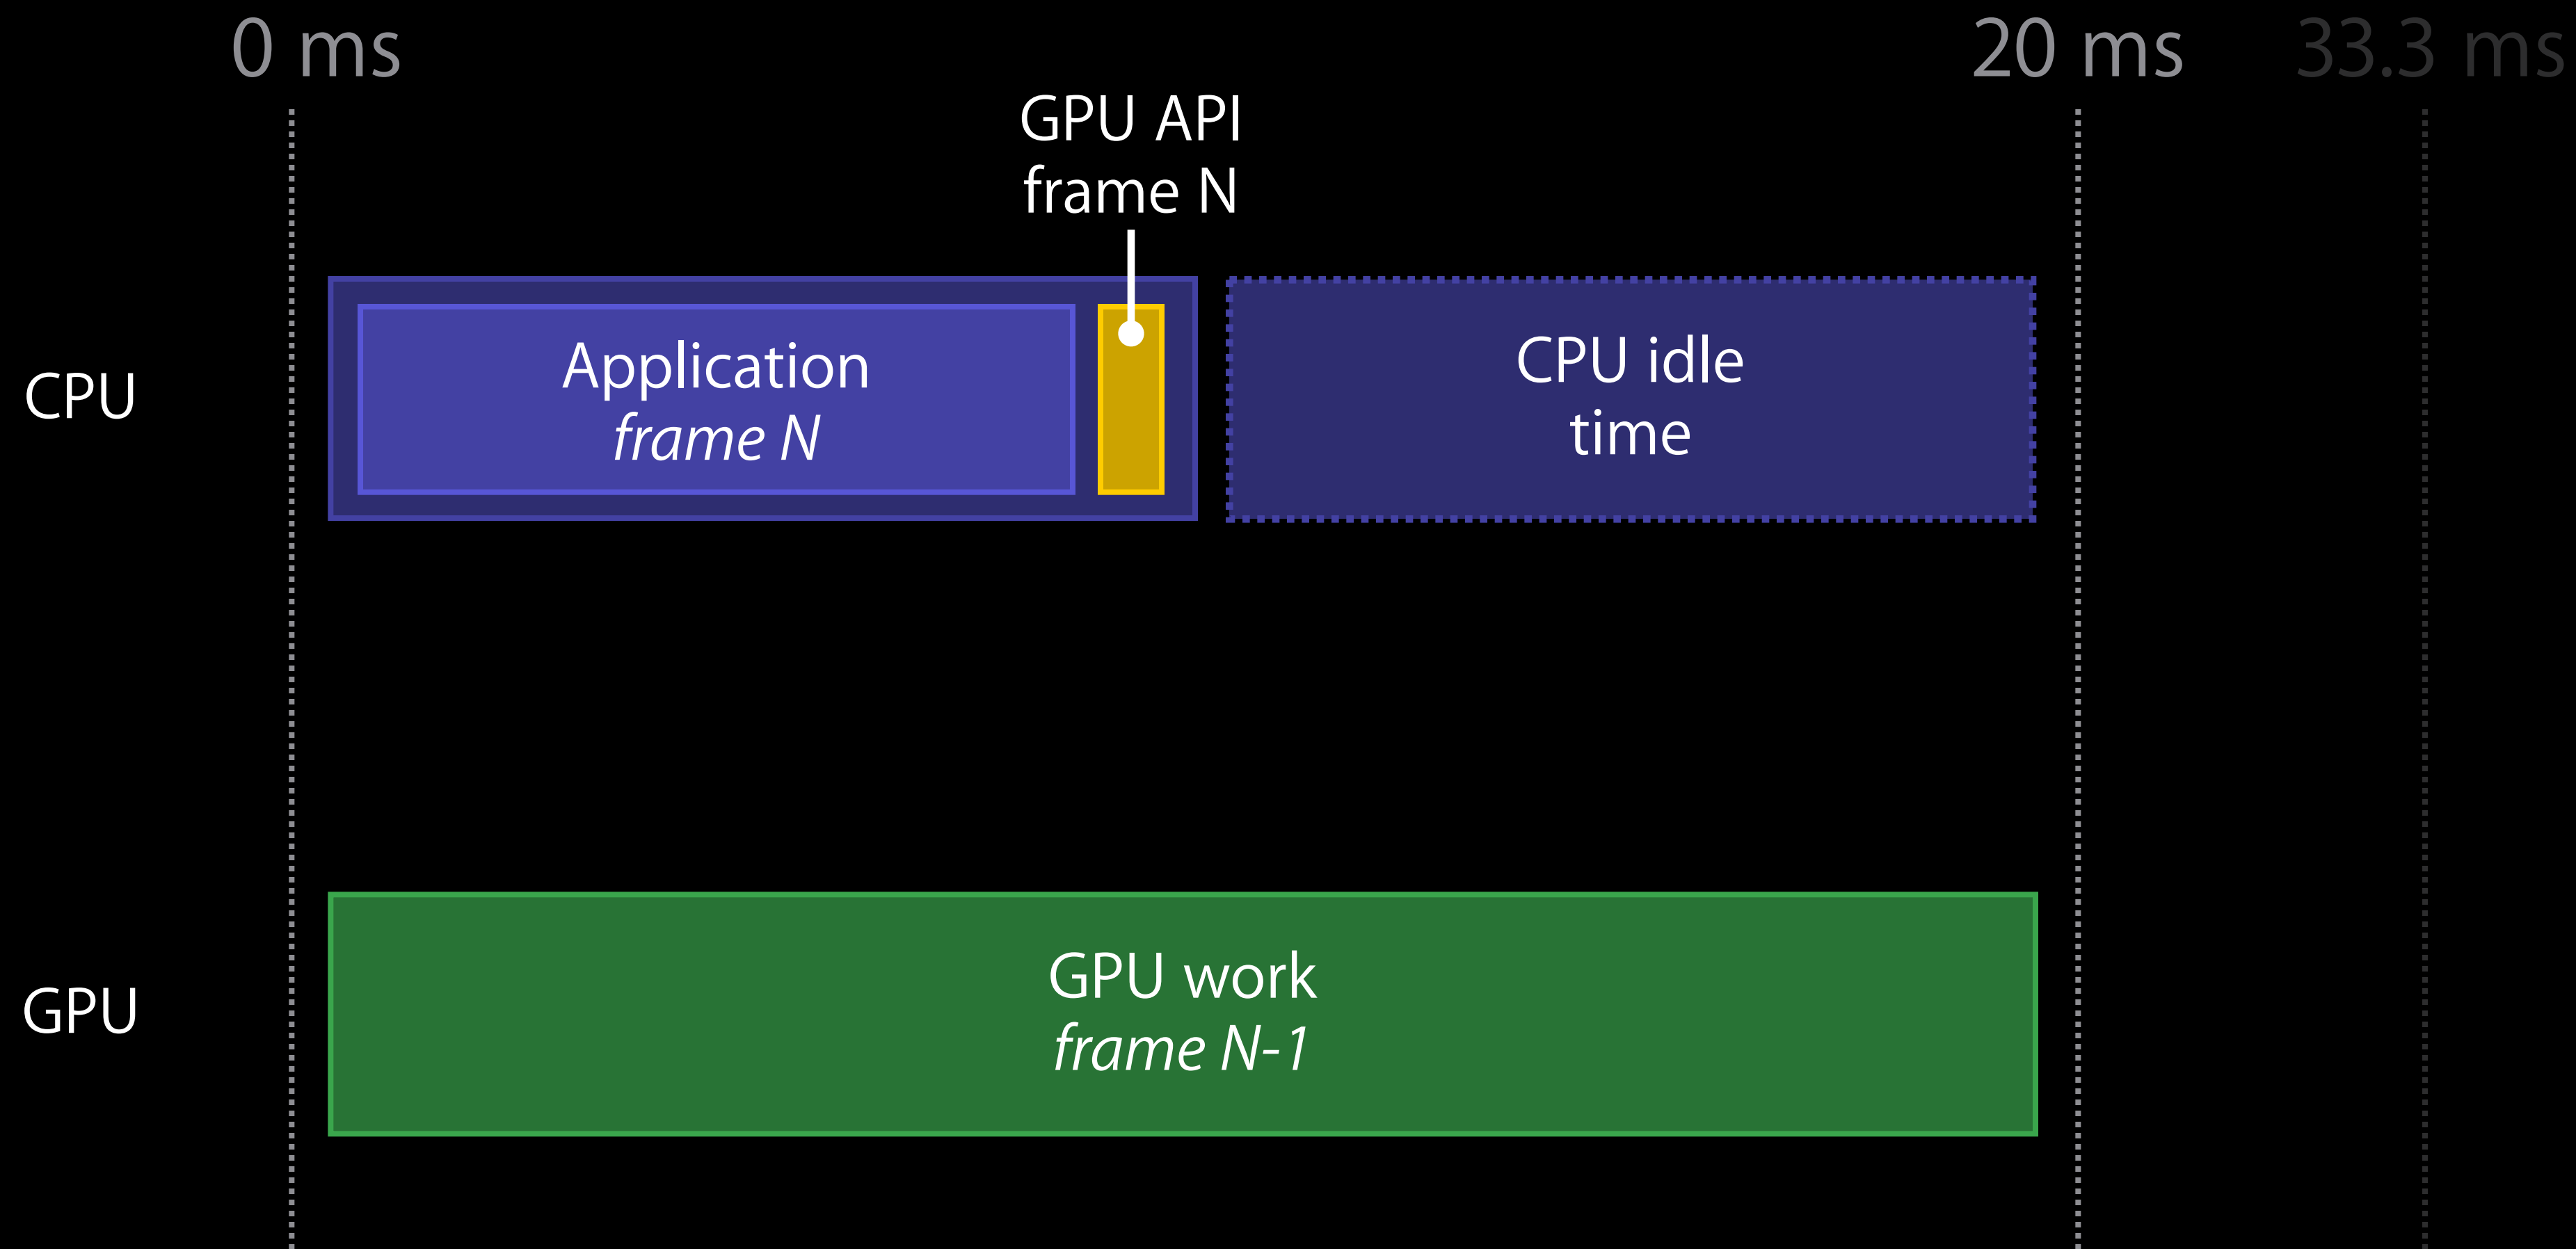 0 ms
20 ms
33.3 ms
GPU API
frame N
CPU
Application
frame N
CPU idle
time
GPU
GPU work
frame N-1